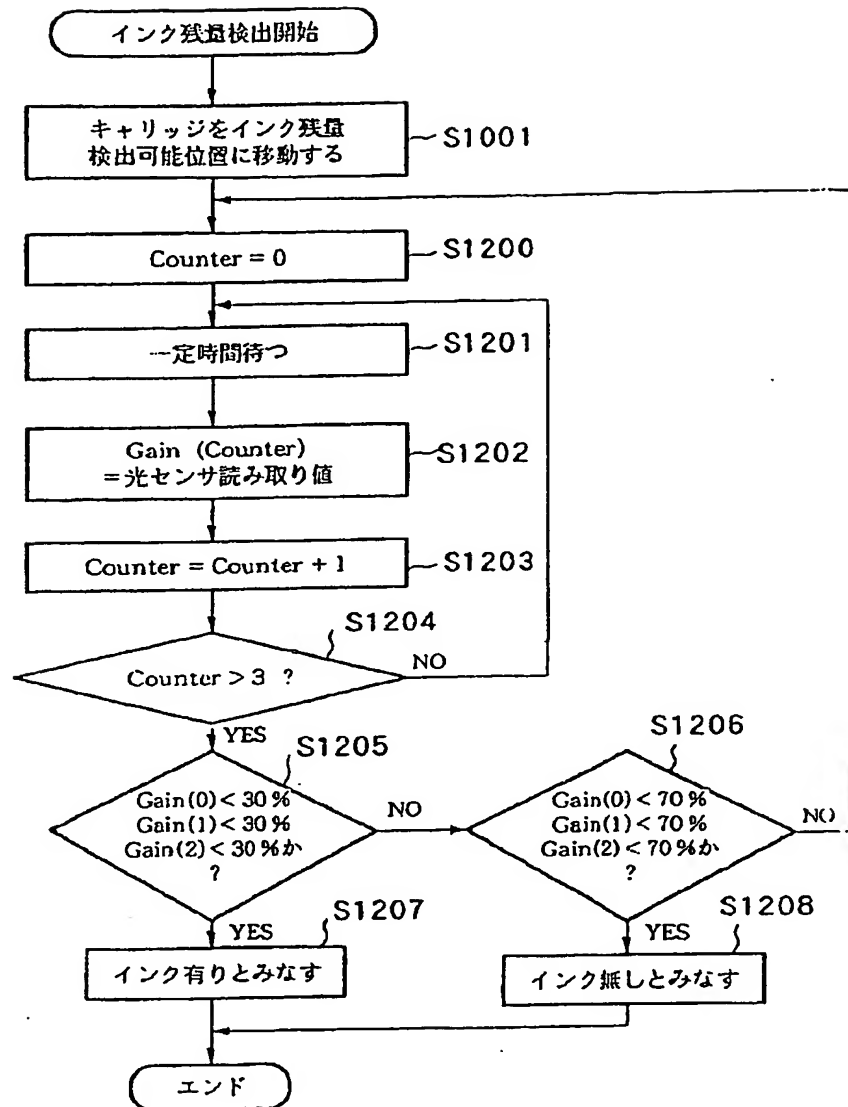 インク残量検出開始
キャリッジをインク残量
検出可能位置に移動する
S1001
Counter = 0
S1200
一定時間待つ
S1201
Gain (Counter)
=光センサ読み取り値
S1202
Counter = Counter + 1
S1203
S1204
Counter > 3 ?
NO
YES
S1205
Gain(0) < 30%
Gain(1) < 30%
Gain(2) < 30%か
?
NO
S1206
Gain(0) < 70%
Gain(1) < 70%
Gain(2) < 70%か
?
NO
YES
S1207
インク有りとみなす
YES
S1208
インク無しとみなす
エンド